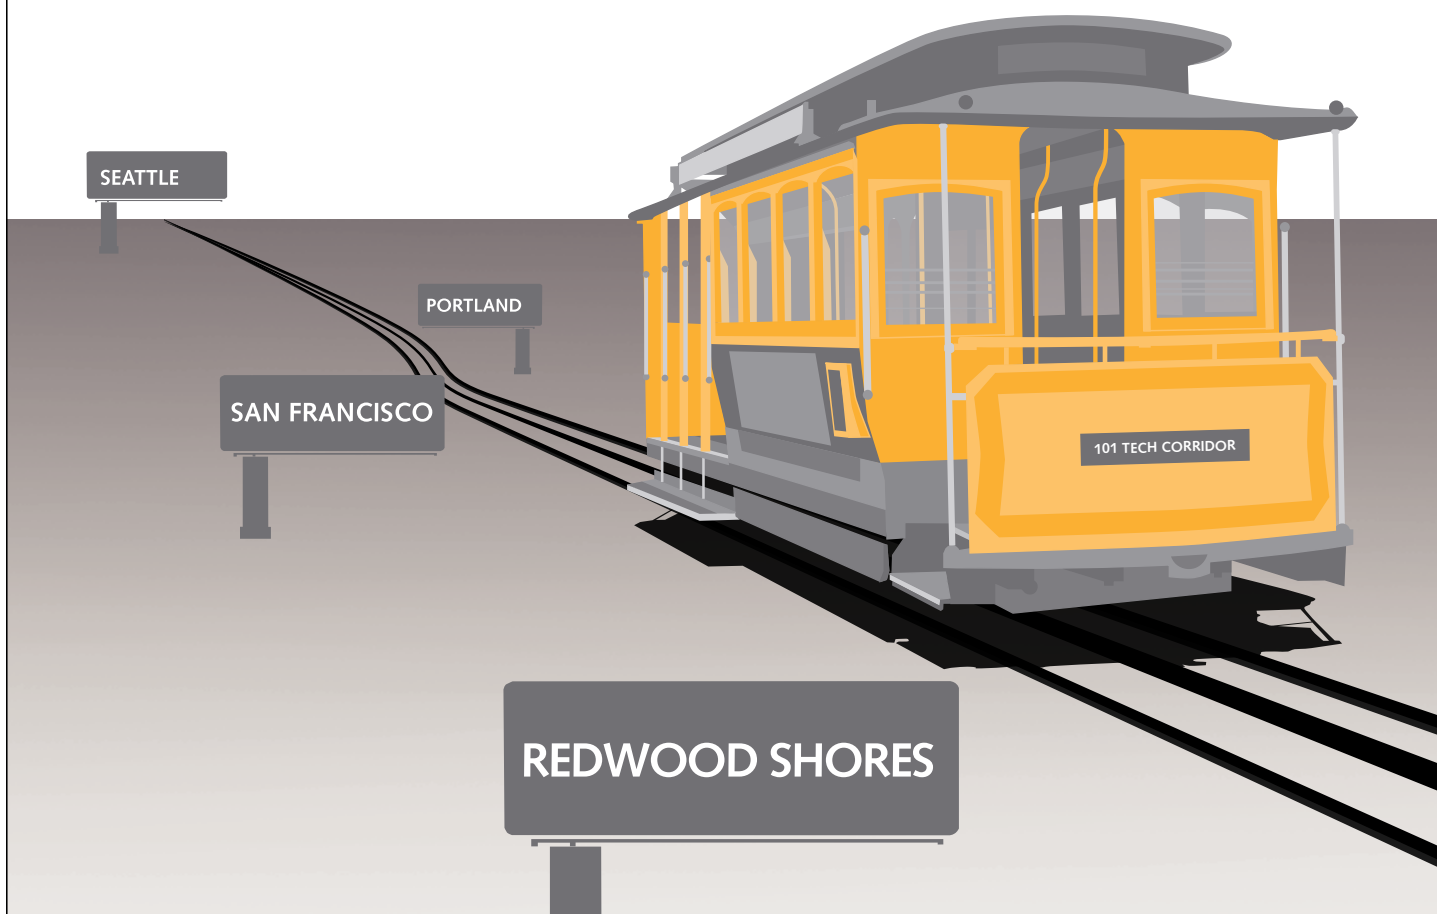 SEATTLE
PORTLAND
SAN FRANCISCO
101 TECH CORRIDOR
REDWOOD SHORES